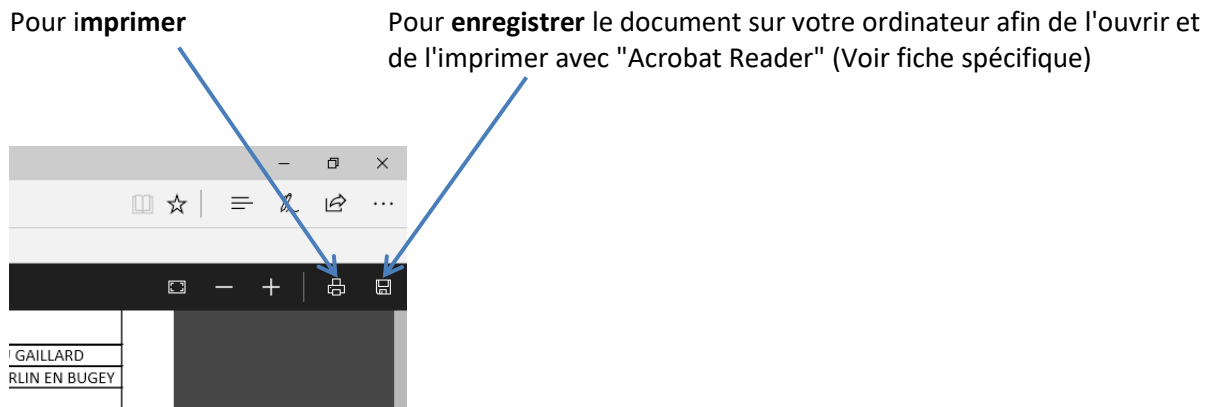 Pour imprimer
Pour enregistrer le document sur votre ordinateur afin de l'ouvrir et
de l'imprimer avec "Acrobat Reader" (Voir fiche spécifique)
GAILLARD
RLIN EN BUGEY